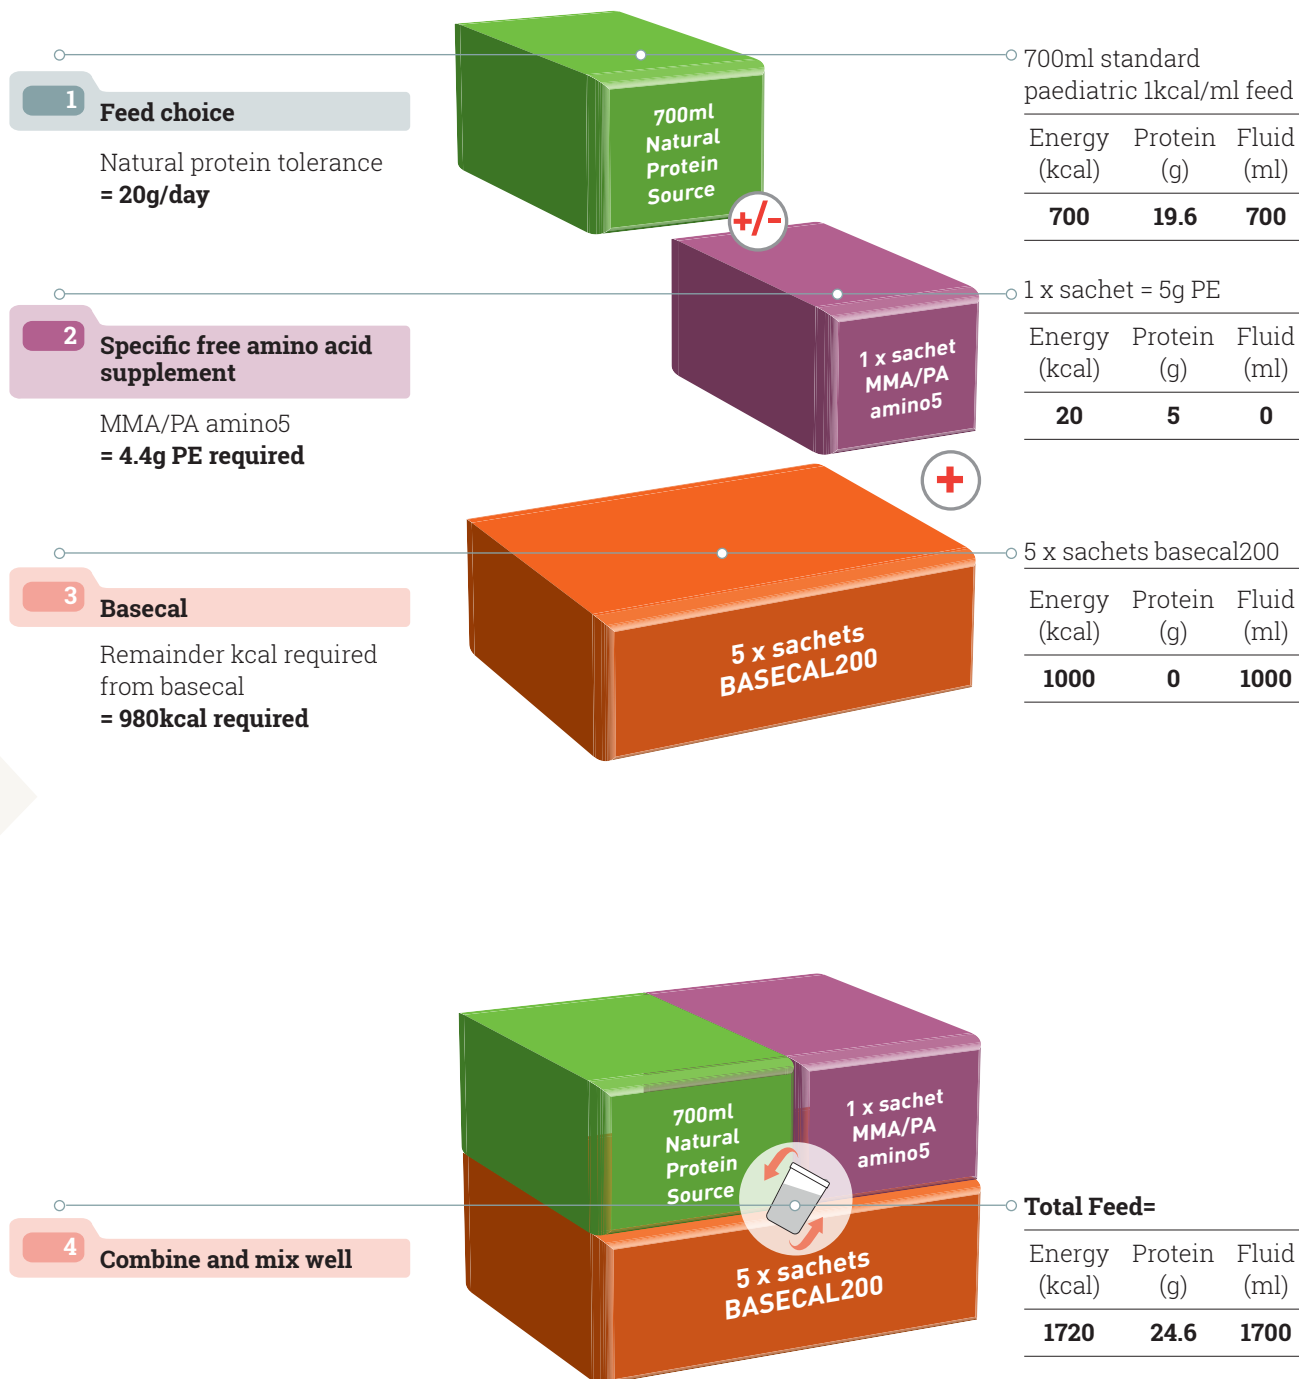 700ml standard
paediatric 1kcal/ml feed
1
Feed choice
700ml
Natural
Protein
Source
Energy Protein Fluid
(kcal) (g) (ml)
Natural protein tolerance
= 20g/day
700 19.6 700
+/-
1 x sachet = 5g PE
2
Specific free amino acid
supplement
1 x sachet
MMA/PA
amino5
Energy Protein Fluid
(kcal) (g) (ml)
MMA/PA amino5
= 4.4g PE required
20 5 0
+
5 x sachets basecal200
3
Basecal
Energy Protein Fluid
(kcal) (g) (ml)
Remainder kcal required
from basecal
= 980kcal required
5 x sachets
BASECAL200
1000 0 1000
700ml
Natural
Protein
Source
1 x sachet
MMA/PA
amino5
Total Feed=
4
Combine and mix well
5 x sachets
BASECAL200
Energy Protein Fluid
(kcal) (g) (ml)
1720 24.6 1700